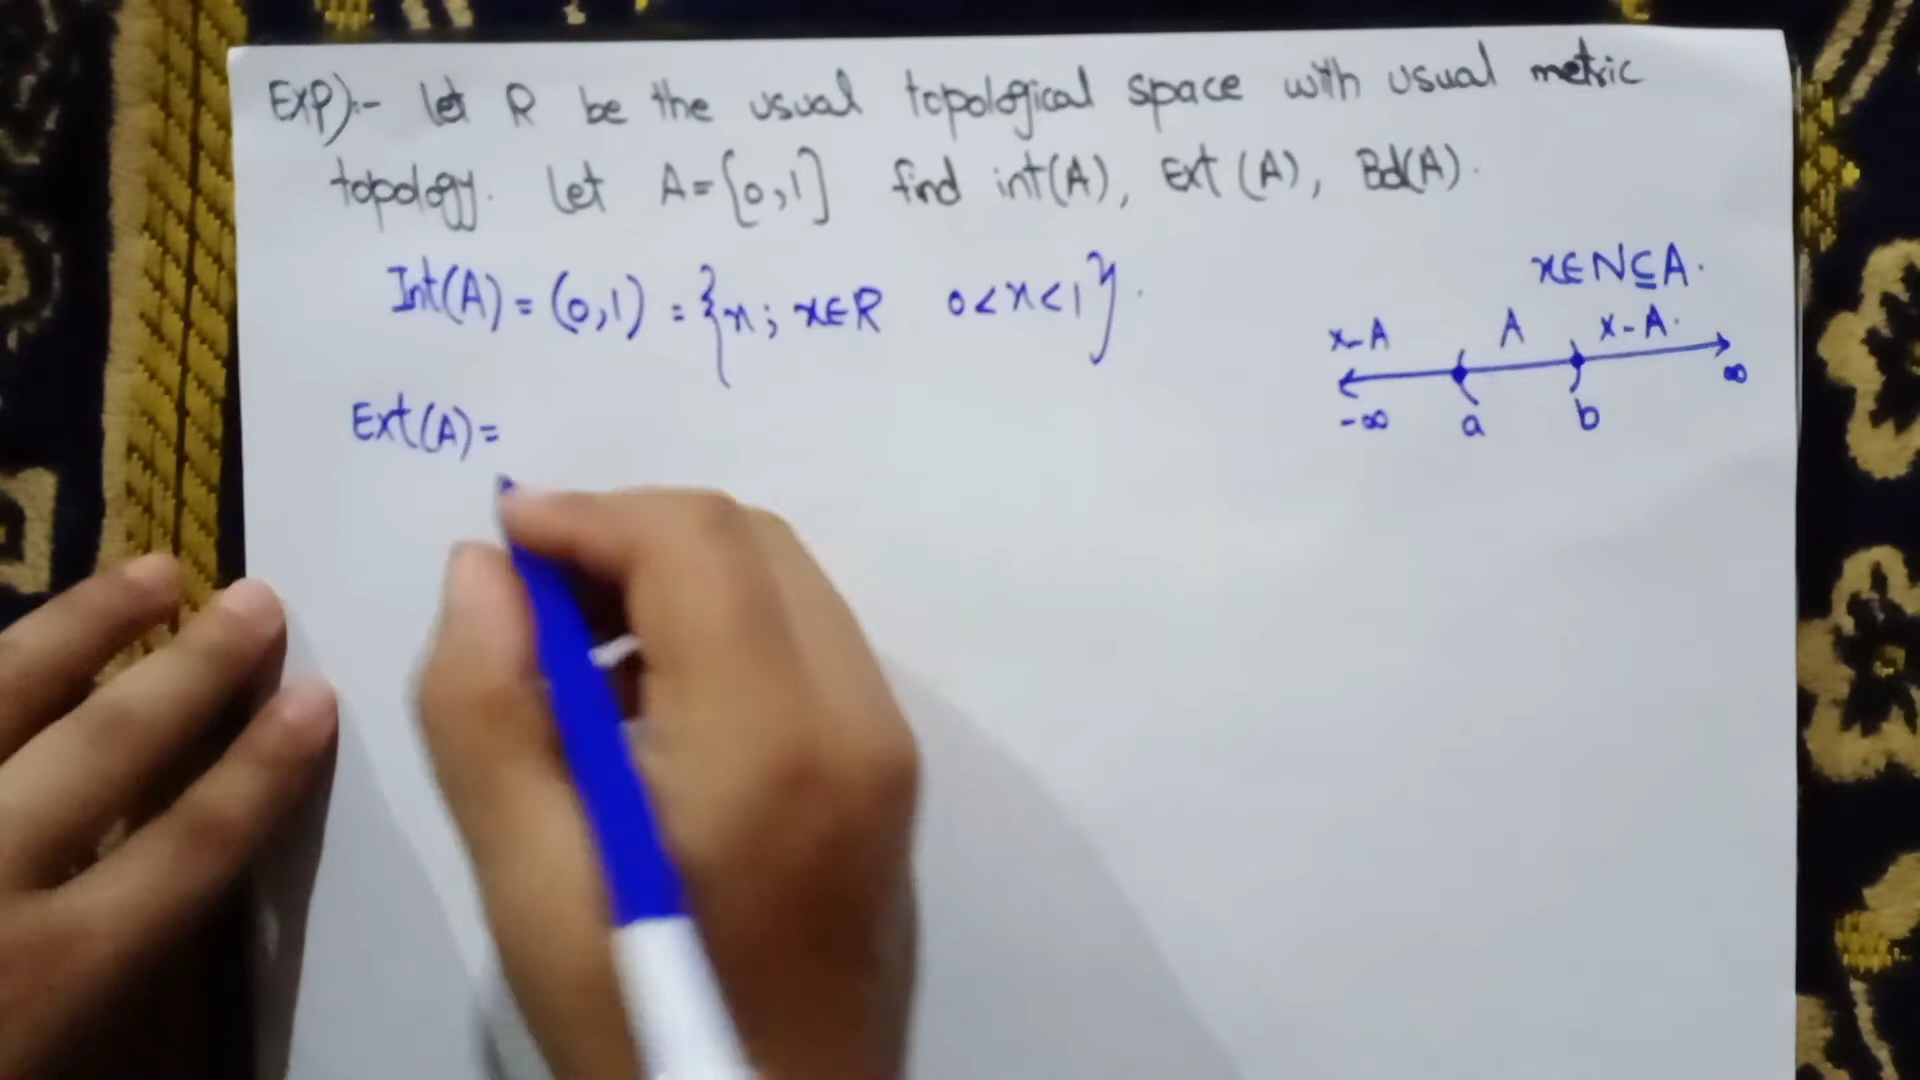 Exp):- let R be the usual topological space with usual metric
topology. Let A=[0,1] find int(A), Ext (A), Bd(A).
Int(A) = (0,1) = {x; x∈R 0<x<1}.
x∈N⊆A.
x-A A x-A.
-∞ a b ∞
Ext(A)=